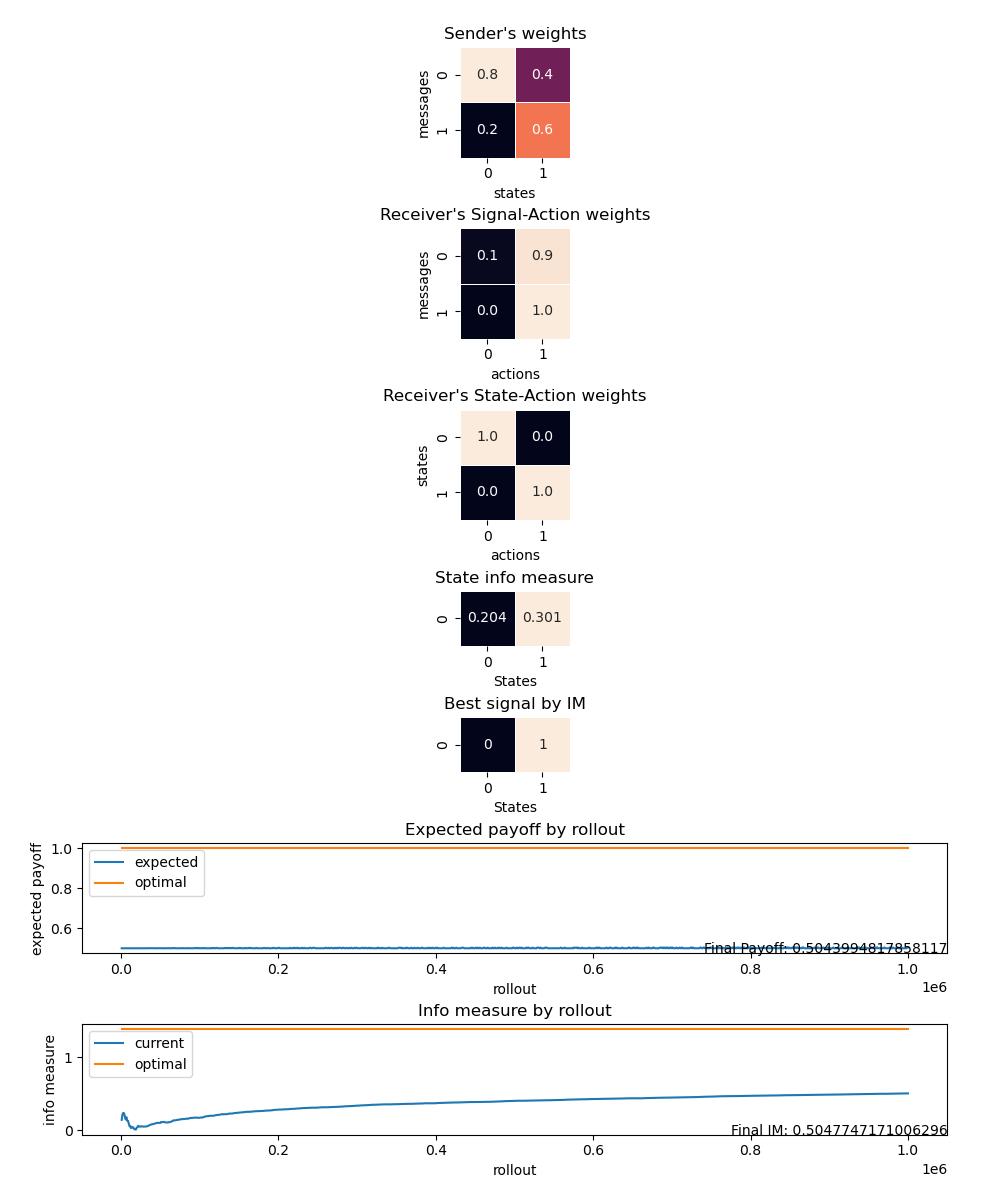 Sender's weights
messages
0
0.8 0.4
1
0.2 0.6
0 1
states
Receiver's Signal-Action weights
messages
0
0.1 0.9
1
0.0 1.0
0 1
actions
Receiver's State-Action weights
states
0
1.0 0.0
1
0.0 1.0
0 1
actions
State info measure
0
0.204 0.301
0 1
States
Best signal by IM
0
0 1
0 1
States
Expected payoff by rollout
expected payoff
1.0
0.8
0.6
expected
optimal
Final Payoff: 0.5043994817858117
0.0 0.2 0.4 0.6 0.8 1.0
1e6
rollout
Info measure by rollout
info measure
1
0
current
optimal
Final IM: 0.5047747171006296
0.0 0.2 0.4 0.6 0.8 1.0
1e6
rollout